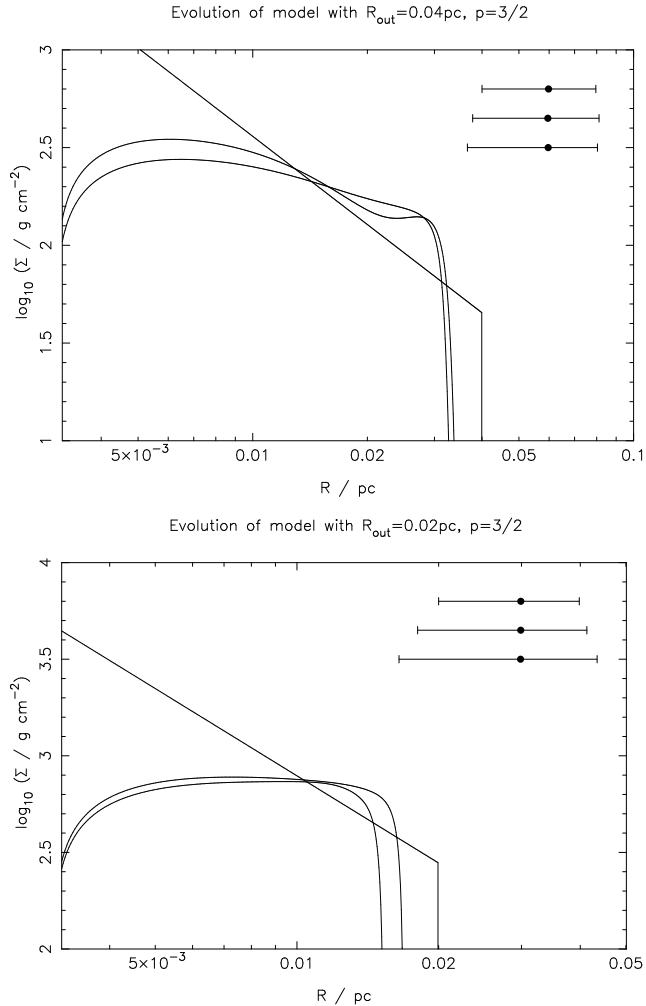 Evolution of model with R_out=0.04pc, p=3/2
3
2.5
2
1.5
1
log₁₀ (Σ / g cm⁻²)
5×10⁻³ 0.01 0.02 0.05 0.1
R / pc
Evolution of model with R_out=0.02pc, p=3/2
4
3.5
3
2.5
2
log₁₀ (Σ / g cm⁻²)
5×10⁻³ 0.01 0.02 0.05
R / pc